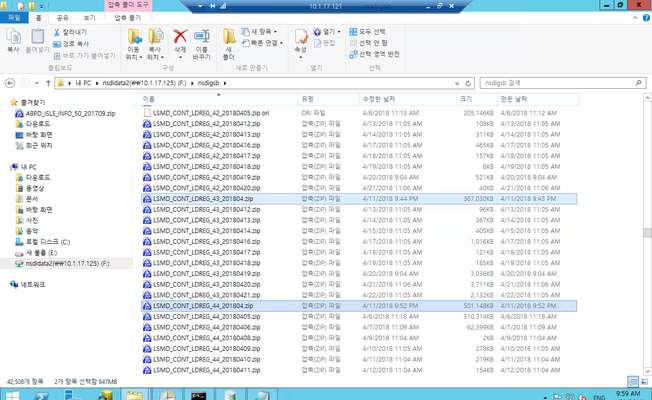 압축 폴더 도구
10.1.17.121
nsdigsb
파일
홈
공유
보기
압축 풀기
복사
붙여넣기
잘라내기
경로 복사
바로 가기 붙여넣기
이동 위치
복사 위치
삭제
이름 바꾸기
새 폴더
새 항목
빠른 연결
속성
열기
편집
모두 선택
선택 안 함
선택 영역 반전
클립보드
구성
새로 만들기
열기
선택
내 PC
nsdidata2(₩₩10.1.17.125) (F:)
nsdigsb
nsdigsb 검색
즐겨찾기
ABPD_ISLE_INFO_50_201709.zip
다운로드
바탕 화면
최근 위치
내 PC
다운로드
동영상
문서
바탕 화면
사진
음악
로컬 디스크 (C:)
새 볼륨 (E:)
nsdidata2(₩₩10.1.17.125) (F:)
네트워크
이름 유형 수정한 날짜 크기 만든 날짜
LSMD_CONT_LDREG_42_20180405.zip.ori ORI 파일 4/6/2018 11:13 AM 205,146KB 4/6/2018 11:12 AM
LSMD_CONT_LDREG_42_20180412.zip 압축(ZIP) 파일 4/13/2018 11:05 AM 108KB 4/13/2018 11:05 AM
LSMD_CONT_LDREG_42_20180413.zip 압축(ZIP) 파일 4/14/2018 11:05 AM 311KB 4/14/2018 11:05 AM
LSMD_CONT_LDREG_42_20180416.zip 압축(ZIP) 파일 4/17/2018 11:05 AM 465KB 4/17/2018 11:05 AM
LSMD_CONT_LDREG_42_20180417.zip 압축(ZIP) 파일 4/18/2018 11:05 AM 157KB 4/18/2018 11:05 AM
LSMD_CONT_LDREG_42_20180418.zip 압축(ZIP) 파일 4/19/2018 11:05 AM 6KB 4/19/2018 11:05 AM
LSMD_CONT_LDREG_42_20180419.zip 압축(ZIP) 파일 4/20/2018 9:04 AM 521KB 4/20/2018 9:04 AM
LSMD_CONT_LDREG_42_20180420.zip 압축(ZIP) 파일 4/21/2018 11:06 AM 40KB 4/21/2018 11:06 AM
LSMD_CONT_LDREG_43_201804.zip 압축(ZIP) 파일 4/11/2018 9:44 PM 367,030KB 4/11/2018 9:43 PM
LSMD_CONT_LDREG_43_20180412.zip 압축(ZIP) 파일 4/13/2018 11:05 AM 96KB 4/13/2018 11:05 AM
LSMD_CONT_LDREG_43_20180413.zip 압축(ZIP) 파일 4/14/2018 11:05 AM 367KB 4/14/2018 11:05 AM
LSMD_CONT_LDREG_43_20180414.zip 압축(ZIP) 파일 4/15/2018 11:05 AM 405KB 4/15/2018 11:05 AM
LSMD_CONT_LDREG_43_20180416.zip 압축(ZIP) 파일 4/17/2018 11:05 AM 1,016KB 4/17/2018 11:05 AM
LSMD_CONT_LDREG_43_20180417.zip 압축(ZIP) 파일 4/18/2018 11:05 AM 121KB 4/18/2018 11:05 AM
LSMD_CONT_LDREG_43_20180418.zip 압축(ZIP) 파일 4/19/2018 11:05 AM 185KB 4/19/2018 11:05 AM
LSMD_CONT_LDREG_43_20180419.zip 압축(ZIP) 파일 4/20/2018 9:04 AM 3,036KB 4/20/2018 9:04 AM
LSMD_CONT_LDREG_43_20180420.zip 압축(ZIP) 파일 4/21/2018 11:06 AM 3,711KB 4/21/2018 11:06 AM
LSMD_CONT_LDREG_43_20180421.zip 압축(ZIP) 파일 4/22/2018 11:05 AM 2,132KB 4/22/2018 11:05 AM
LSMD_CONT_LDREG_44_201804.zip 압축(ZIP) 파일 4/11/2018 9:52 PM 501,148KB 4/11/2018 9:52 PM
LSMD_CONT_LDREG_44_20180405.zip 압축(ZIP) 파일 4/6/2018 11:18 AM 310,314KB 4/6/2018 11:18 AM
LSMD_CONT_LDREG_44_20180406.zip 압축(ZIP) 파일 4/7/2018 11:09 AM 62,399KB 4/7/2018 11:09 AM
LSMD_CONT_LDREG_44_20180408.zip 압축(ZIP) 파일 4/9/2018 11:04 AM 2KB 4/9/2018 11:04 AM
LSMD_CONT_LDREG_44_20180409.zip 압축(ZIP) 파일 4/10/2018 11:05 AM 278KB 4/10/2018 11:05 AM
LSMD_CONT_LDREG_44_20180410.zip 압축(ZIP) 파일 4/11/2018 11:04 AM 219KB 4/11/2018 11:04 AM
LSMD_CONT_LDREG_44_20180411.zip 압축(ZIP) 파일 4/12/2018 11:04 AM 154KB 4/12/2018 11:04 AM
42,508개 항목 2개 항목 선택함 847MB
ENG
9:59 AM